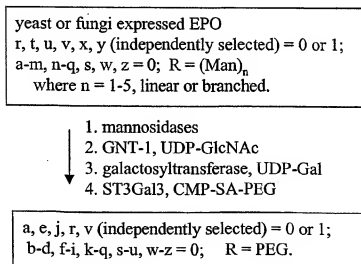 yeast or fungi expressed EPO
r, t, u, v, x, y (independently selected) = 0 or 1;
a-m, n-q, s, w, z = 0; R = (Man)n
where n = 1-5, linear or branched.
1. mannosidases
2. GNT-1, UDP-GlcNAc
3. galactosyltransferase, UDP-Gal
4. ST3Gal3, CMP-SA-PEG
a, e, j, r, v (independently selected) = 0 or 1;
b-d, f-i, k-q, s-u, w-z = 0; R = PEG.